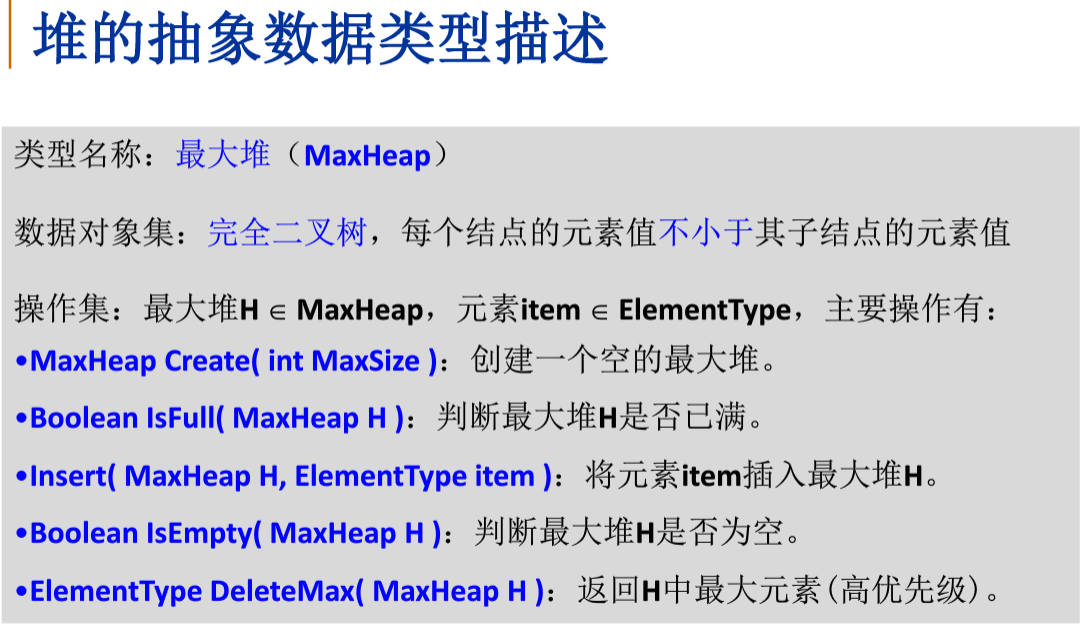 堆的抽象数据类型描述
类型名称：最大堆（MaxHeap）
数据对象集：完全二叉树，每个结点的元素值不小于其子结点的元素值
操作集：最大堆H ∈ MaxHeap，元素item ∈ ElementType，主要操作有：
•MaxHeap Create( int MaxSize )：创建一个空的最大堆。
•Boolean IsFull( MaxHeap H )：判断最大堆H是否已满。
•Insert( MaxHeap H, ElementType item )：将元素item插入最大堆H。
•Boolean IsEmpty( MaxHeap H )：判断最大堆H是否为空。
•ElementType DeleteMax( MaxHeap H )：返回H中最大元素(高优先级)。